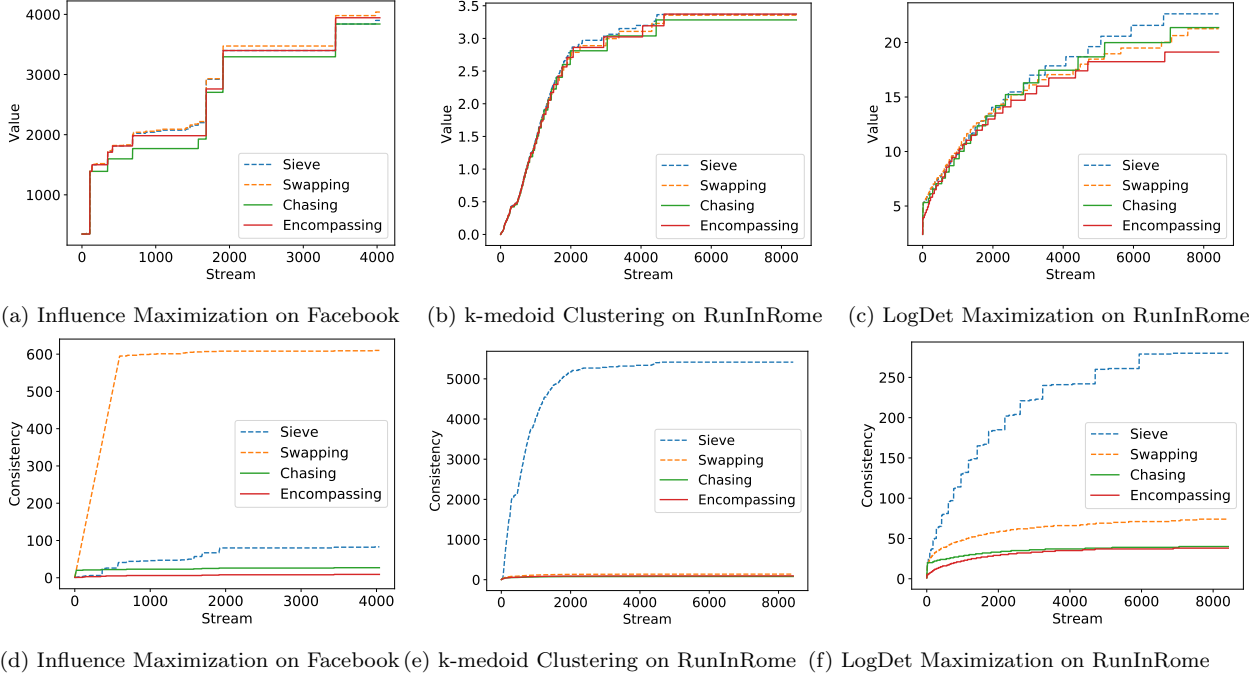 4000
3000
2000
1000
Value
Sieve
Swapping
Chasing
Encompassing
0 1000 2000 3000 4000
Stream
3.5
3.0
2.5
2.0
1.5
1.0
0.5
0.0
Value
Sieve
Swapping
Chasing
Encompassing
0 2000 4000 6000 8000
Stream
20
15
10
5
Value
Sieve
Swapping
Chasing
Encompassing
0 2000 4000 6000 8000
Stream
(a) Influence Maximization on Facebook
(b) k-medoid Clustering on RunInRome
(c) LogDet Maximization on RunInRome
600
500
400
300
200
100
0
Consistency
Sieve
Swapping
Chasing
Encompassing
0 1000 2000 3000 4000
Stream
5000
4000
3000
2000
1000
0
Consistency
Sieve
Swapping
Chasing
Encompassing
0 2000 4000 6000 8000
Stream
250
200
150
100
50
0
Consistency
Sieve
Swapping
Chasing
Encompassing
0 2000 4000 6000 8000
Stream
(d) Influence Maximization on Facebook
(e) k-medoid Clustering on RunInRome
(f) LogDet Maximization on RunInRome